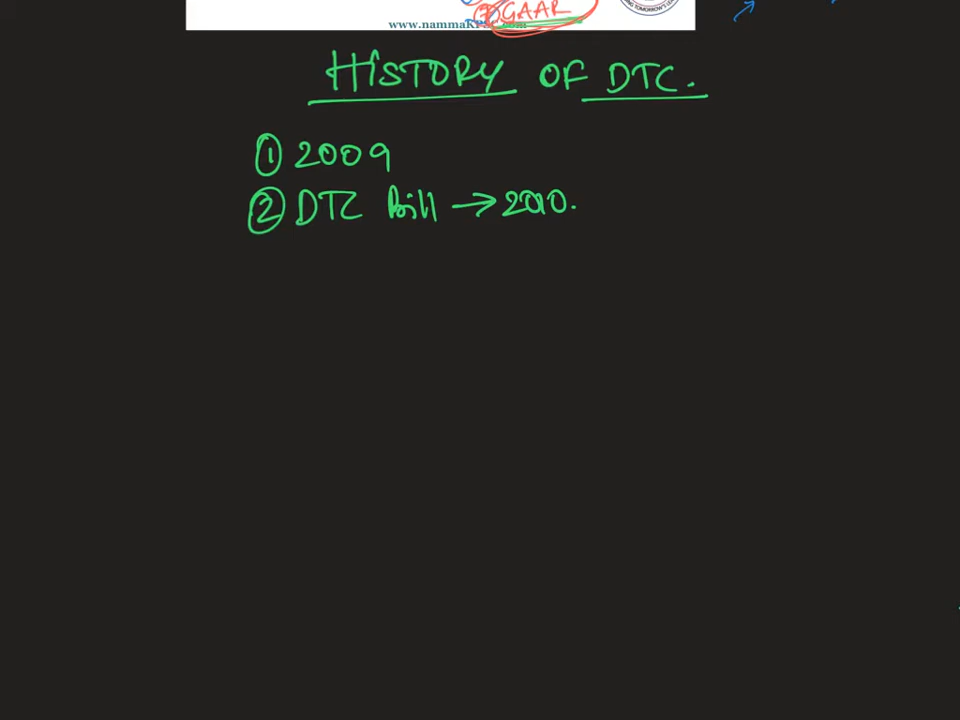 GAAR
www.nammaKPSC.com
HISTORY OF DTC.
① 2009
② DTC Bill → 2010.